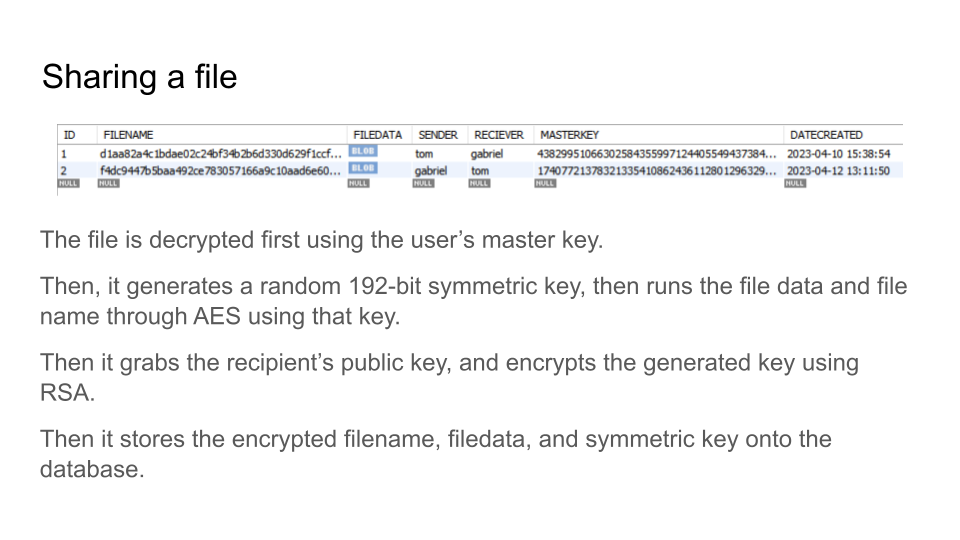 Sharing a file
ID FILENAME FILEDATA SENDER RECIEVER MASTERKEY DATECREATED
1 d1aa82a4c1bdae02c24bf34b2b6d330d629f1ccf... BLOB tom gabriel 43829951066302584355997124405549437384... 2023-04-10 15:38:54
2 f4dc9447b5baa492ce783057166a9c10aad6e60... BLOB gabriel tom 17407721378321335410862436112801296329... 2023-04-12 13:11:50
NULL NULL NULL NULL NULL NULL NULL
The file is decrypted first using the user’s master key.
Then, it generates a random 192-bit symmetric key, then runs the file data and file
name through AES using that key.
Then it grabs the recipient’s public key, and encrypts the generated key using
RSA.
Then it stores the encrypted filename, filedata, and symmetric key onto the
database.